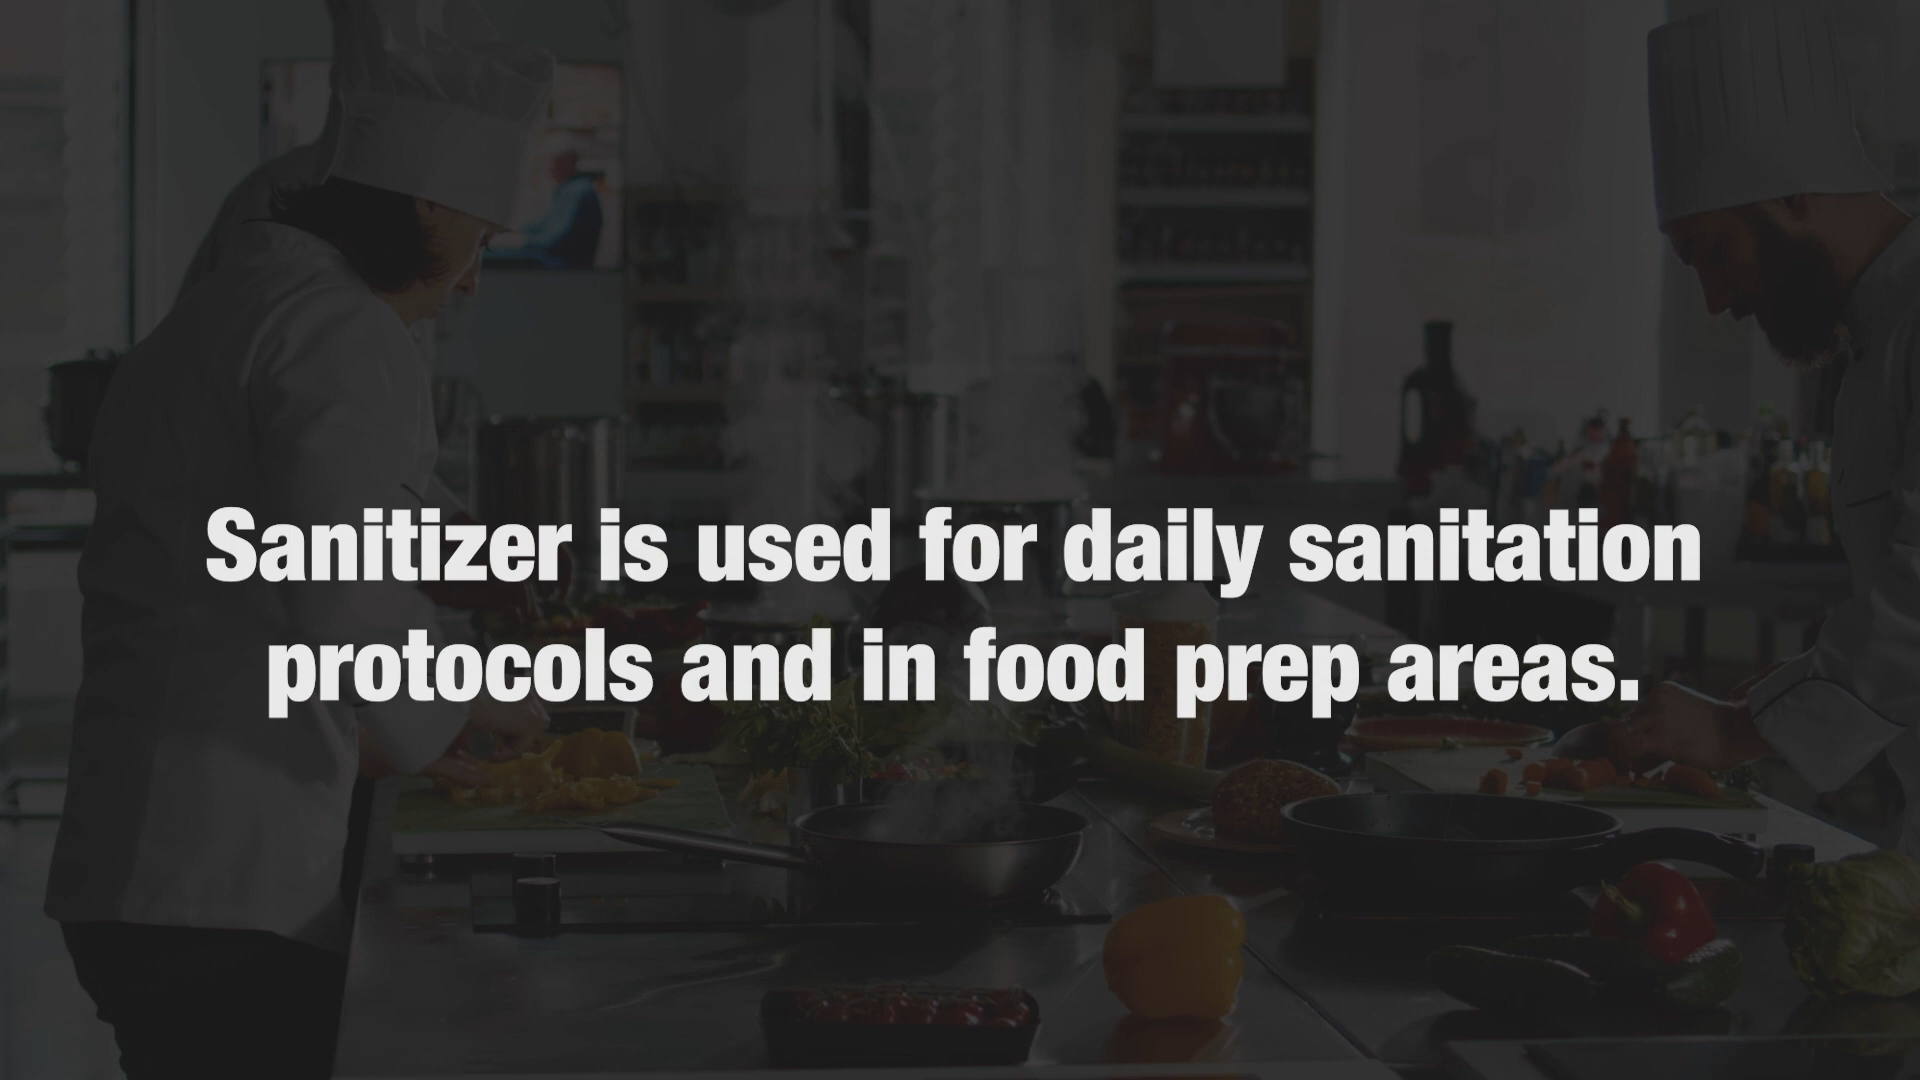 Sanitizer is used for daily sanitation
protocols and in food prep areas.